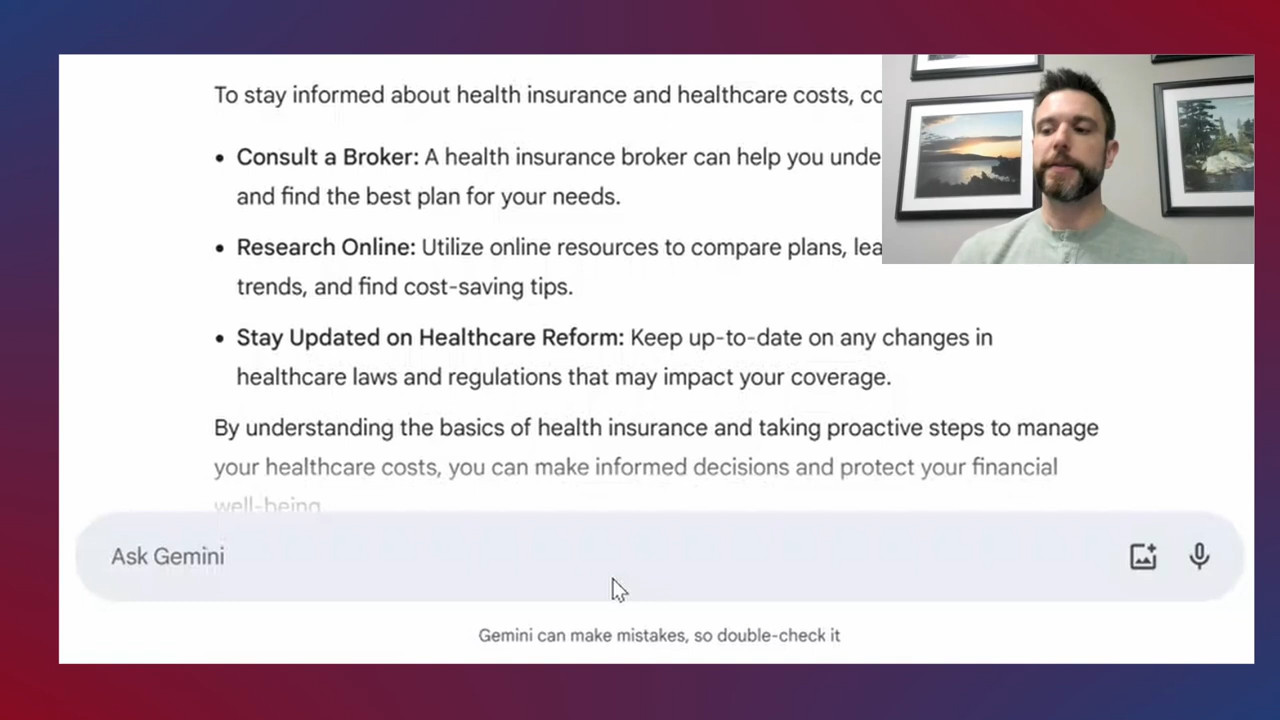 To stay informed about health insurance and healthcare costs,
• Consult a Broker: A health insurance broker can help you
and find the best plan for your needs.
• Research Online: Utilize online resources to compare plans,
trends, and find cost-saving tips.
• Stay Updated on Healthcare Reform: Keep up-to-date on any changes in
healthcare laws and regulations that may impact your coverage.
By understanding the basics of health insurance and taking proactive steps to manage
your healthcare costs, you can make informed decisions and protect your financial
well-being
Ask Gemini
Gemini can make mistakes, so double-check it